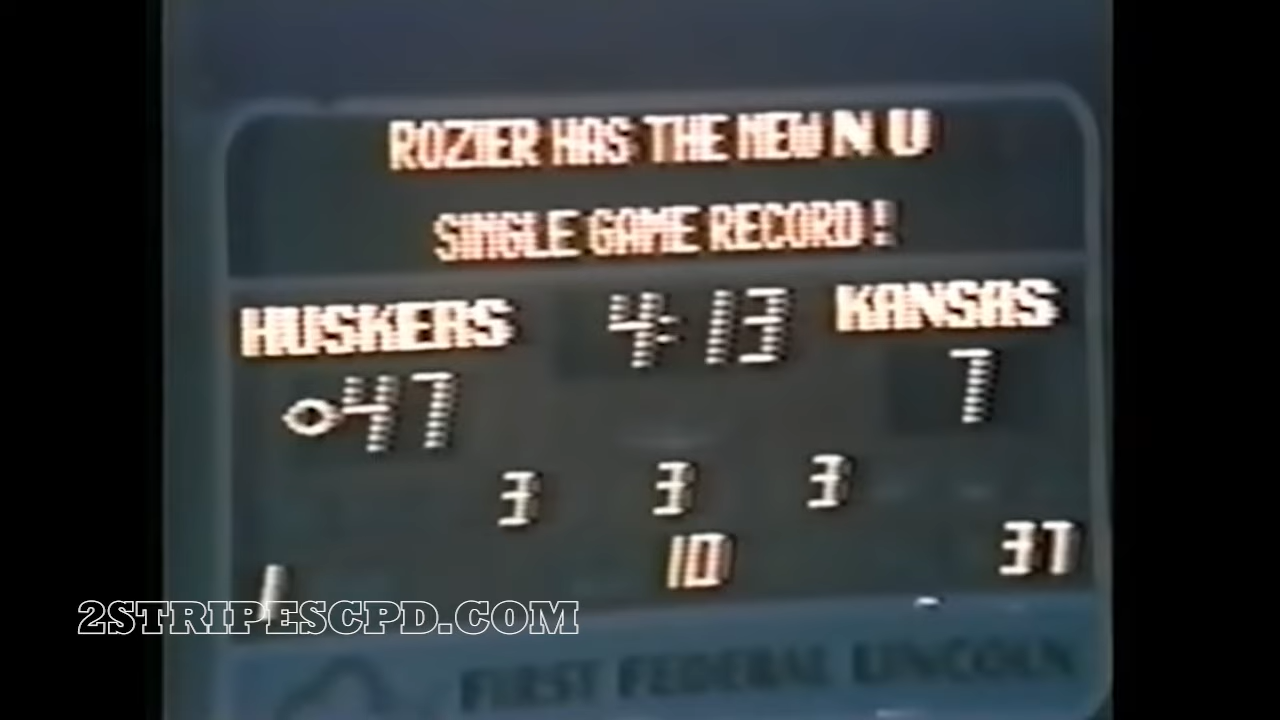 ROZIER HAS THE NEW N U
SINGLE GAME RECORD!
HUSKERS 4:13 KANSAS
47 7
3 3 3
1 10 37
2STRIPESCPD.COM
FIRST FEDERAL LINCOLN